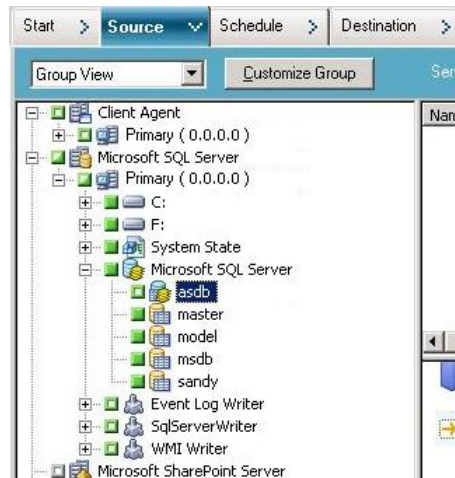 Start Source Schedule Destination
Group View Customize Group
Client Agent Nam
Primary ( 0.0.0.0 )
Microsoft SQL Server
Primary ( 0.0.0.0 )
C:
F:
System State
Microsoft SQL Server
asdb
master
model
msdb
sandy
Event Log Writer
SqlServerWriter
WMI Writer
Microsoft SharePoint Server